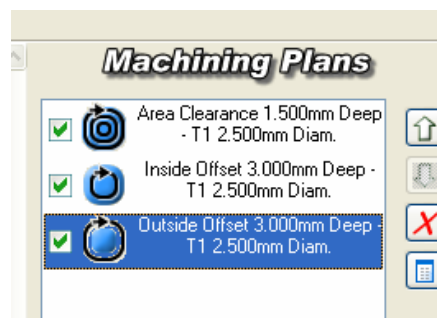 Machining Plans
Area Clearance 1.500mm Deep
- T1 2.500mm Diam.
Inside Offset 3.000mm Deep -
T1 2.500mm Diam.
Outside Offset 3.000mm Deep -
T1 2.500mm Diam.